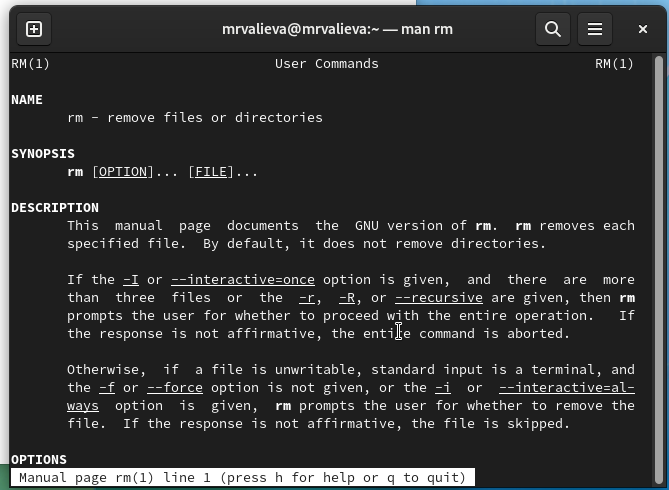 mrvalieva@mrvalieva:~ — man rm
RM(1) User Commands RM(1)
NAME
rm - remove files or directories
SYNOPSIS
rm [OPTION]... [FILE]...
DESCRIPTION
This manual page documents the GNU version of rm. rm removes each
specified file. By default, it does not remove directories.
If the -I or --interactive=once option is given, and there are more
than three files or the -r, -R, or --recursive are given, then rm
prompts the user for whether to proceed with the entire operation. If
the response is not affirmative, the entire command is aborted.
Otherwise, if a file is unwritable, standard input is a terminal, and
the -f or --force option is not given, or the -i or --interactive=al-
ways option is given, rm prompts the user for whether to remove the
file. If the response is not affirmative, the file is skipped.
OPTIONS
Manual page rm(1) line 1 (press h for help or q to quit)